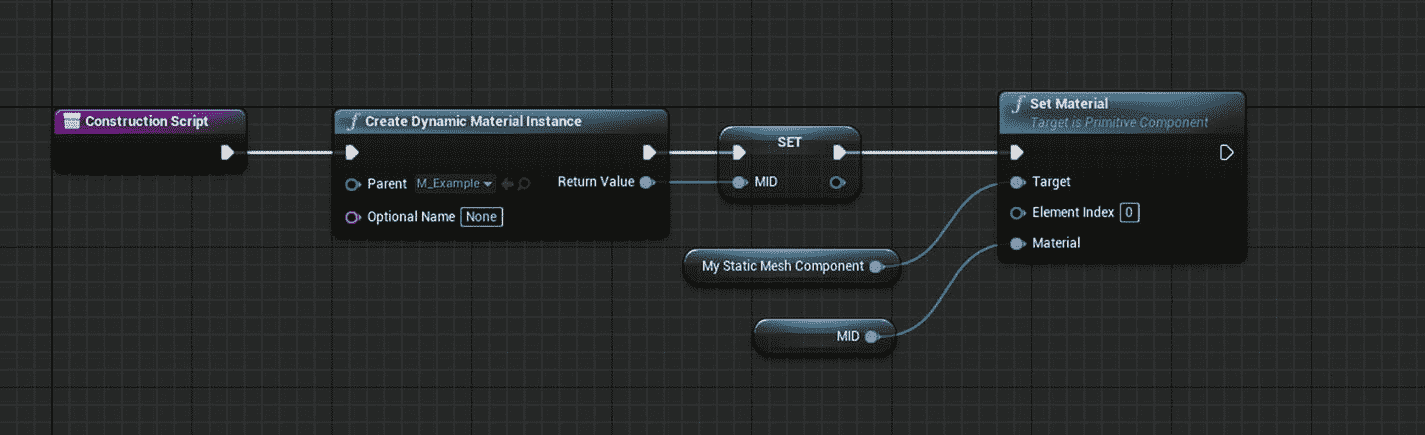 Construction Script
Create Dynamic Material Instance
Parent M_Example
Return Value
Optional Name None
SET
MID
Set Material
Target is Primitive Component
Target
Element Index 0
Material
My Static Mesh Component
MID